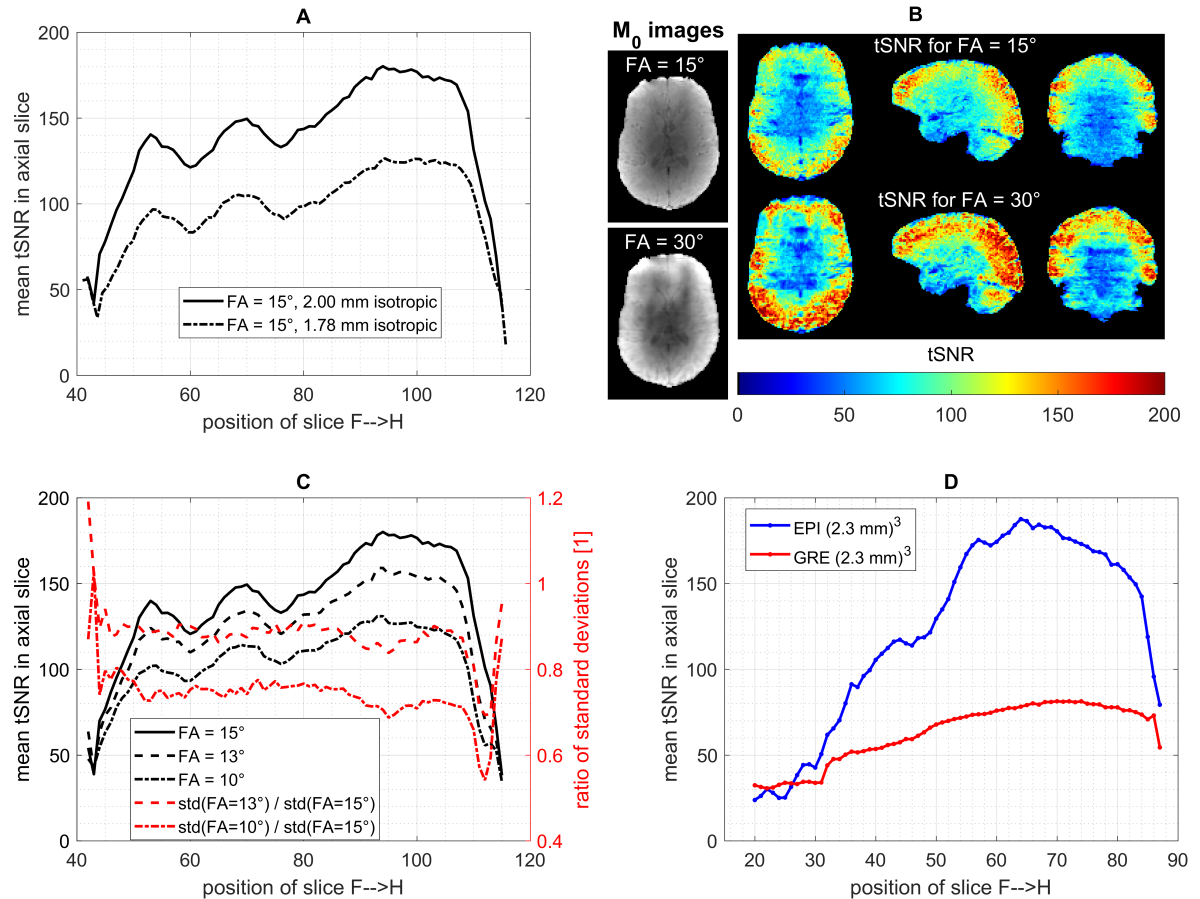 A
200
150
100
50
0
mean tSNR in axial slice
FA = 15°, 2.00 mm isotropic
FA = 15°, 1.78 mm isotropic
40 60 80 100 120
position of slice F-->H
B
M0 images
FA = 15°
FA = 30°
tSNR for FA = 15°
tSNR for FA = 30°
tSNR
0 50 100 150 200
C
200
150
100
50
0
mean tSNR in axial slice
1.2
1
0.8
0.6
0.4
ratio of standard deviations [1]
FA = 15°
FA = 13°
FA = 10°
std(FA=13°) / std(FA=15°)
std(FA=10°) / std(FA=15°)
40 60 80 100 120
position of slice F-->H
D
200
150
100
50
0
mean tSNR in axial slice
EPI (2.3 mm)³
GRE (2.3 mm)³
20 30 40 50 60 70 80 90
position of slice F-->H